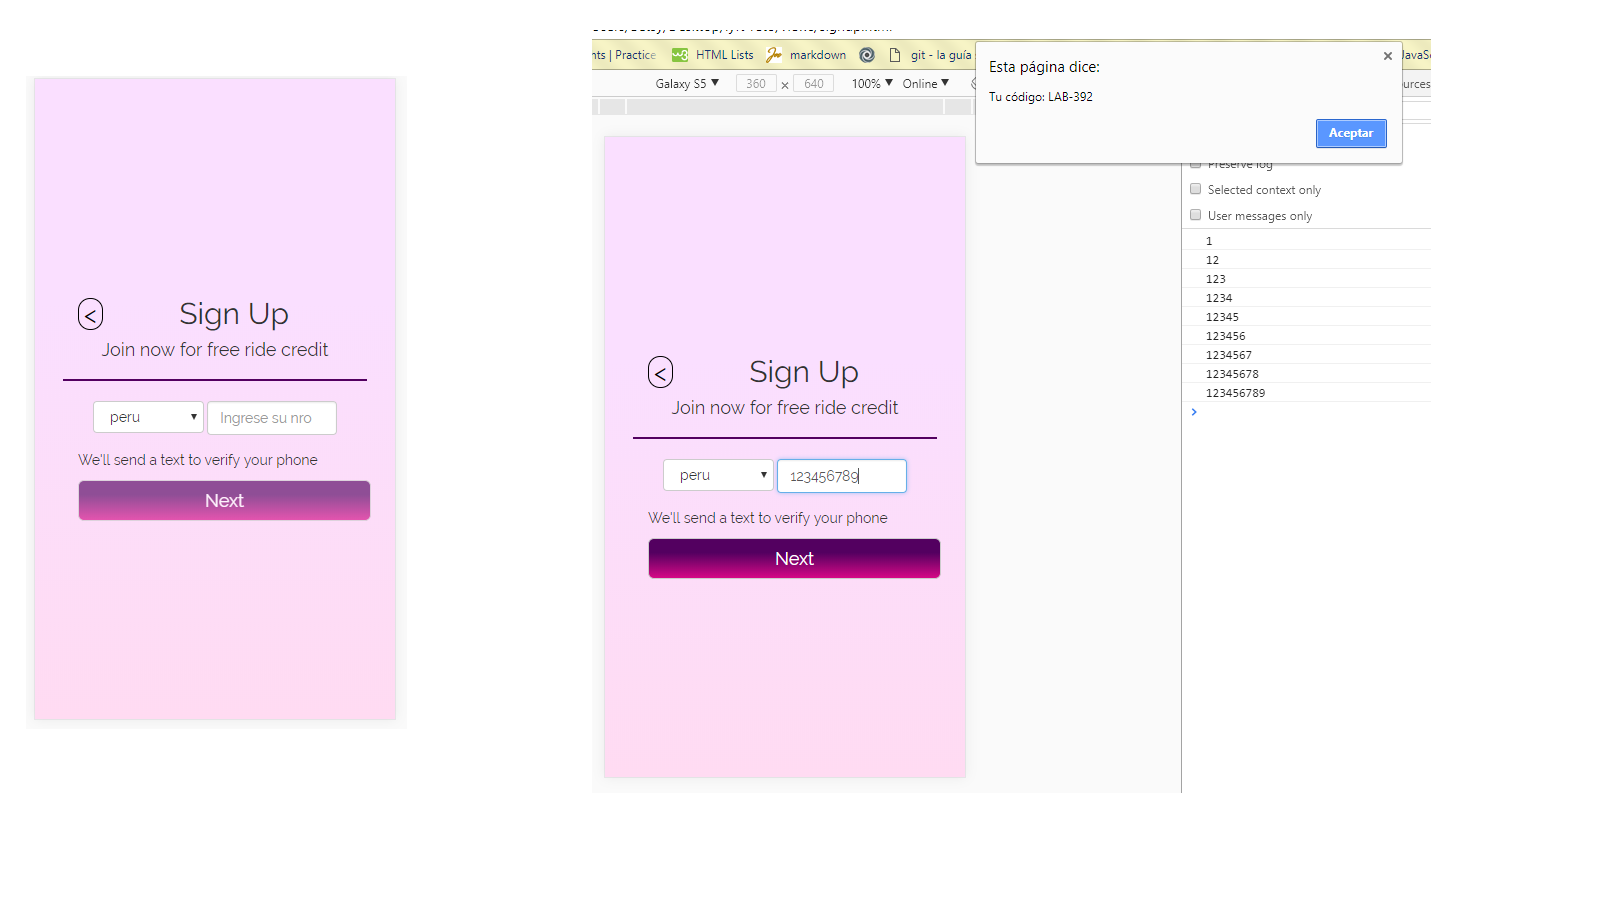 <
Sign Up
Join now for free ride credit
peru
Ingrese su nro
We'll send a text to verify your phone
Next
| Practice
HTML Lists
markdown
git - la guía
Galaxy S5
360 x 640
100%
Online
Esta página dice:
Tu código: LAB-392
Aceptar
Preserve log
Selected context only
User messages only
1
12
123
1234
12345
123456
1234567
12345678
123456789
>
<
Sign Up
Join now for free ride credit
peru
123456789
We'll send a text to verify your phone
Next